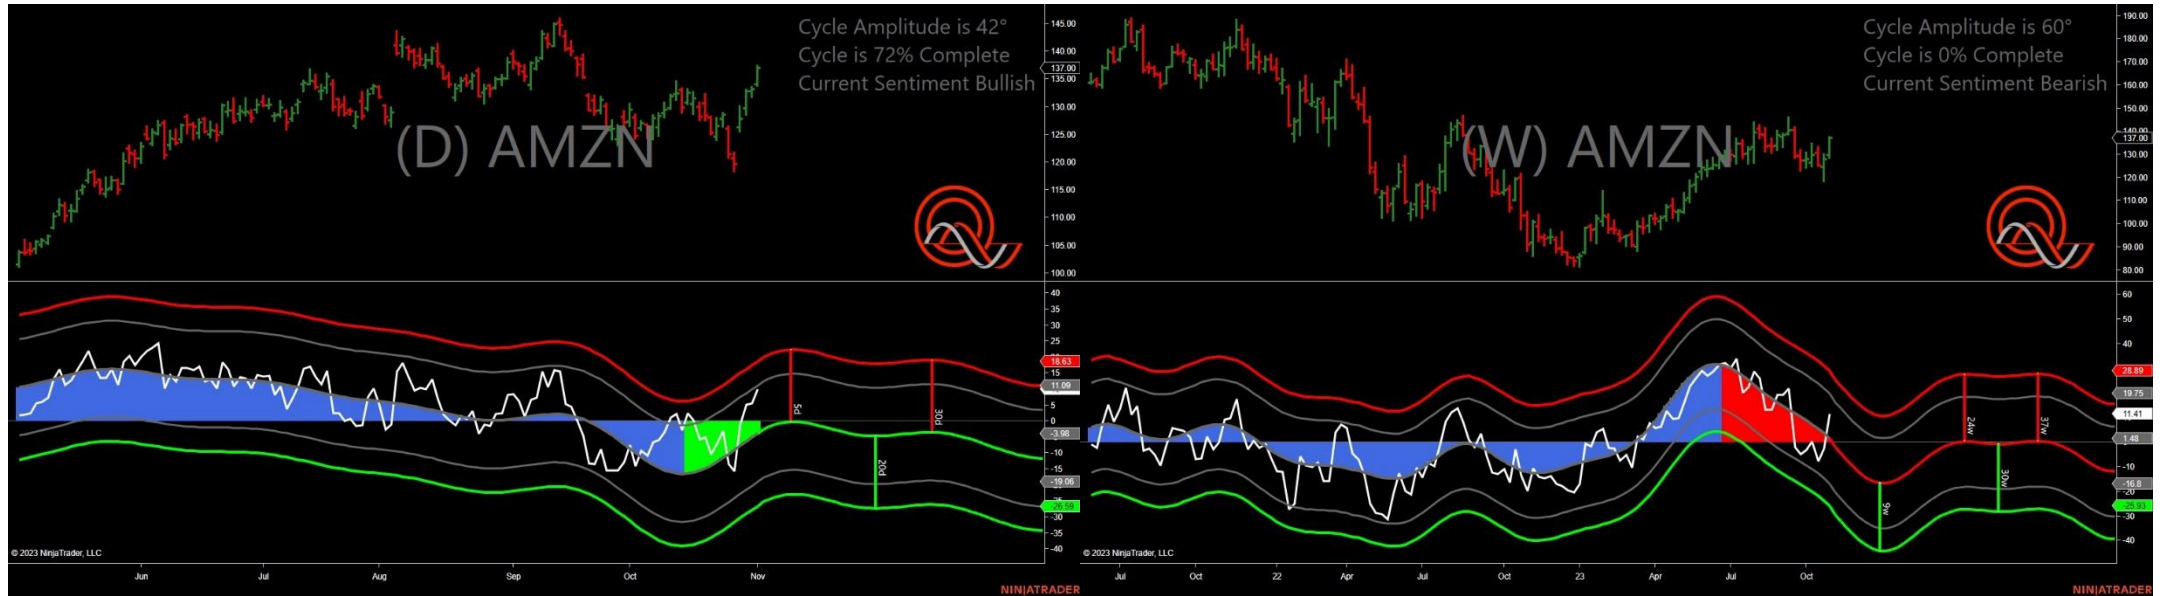 Cycle Amplitude is 42°
Cycle is 72% Complete
Current Sentiment Bullish
(D) AMZN
145.00
140.00
137.00
135.00
130.00
125.00
120.00
115.00
110.00
105.00
100.00
40
35
30
25
18.63
15
11.09
5
0
-3.98
-10
-15
-19.06
-26.59
-30
-35
-40
5d
20d
30d
© 2023 NinjaTrader, LLC
Jun
Jul
Aug
Sep
Oct
Nov
NINJATRADER
Cycle Amplitude is 60°
Cycle is 0% Complete
Current Sentiment Bearish
(W) AMZN
190.00
180.00
170.00
160.00
150.00
140.00
137.00
130.00
120.00
110.00
100.00
90.00
80.00
60
50
40
28.89
19.75
11.41
1.48
-10
-16.8
-20
-25.93
-30
-40
9w
24w
30w
37w
© 2023 NinjaTrader, LLC
Jul
Oct
22
Apr
Jul
Oct
23
Apr
Jul
Oct
NINJATRADER